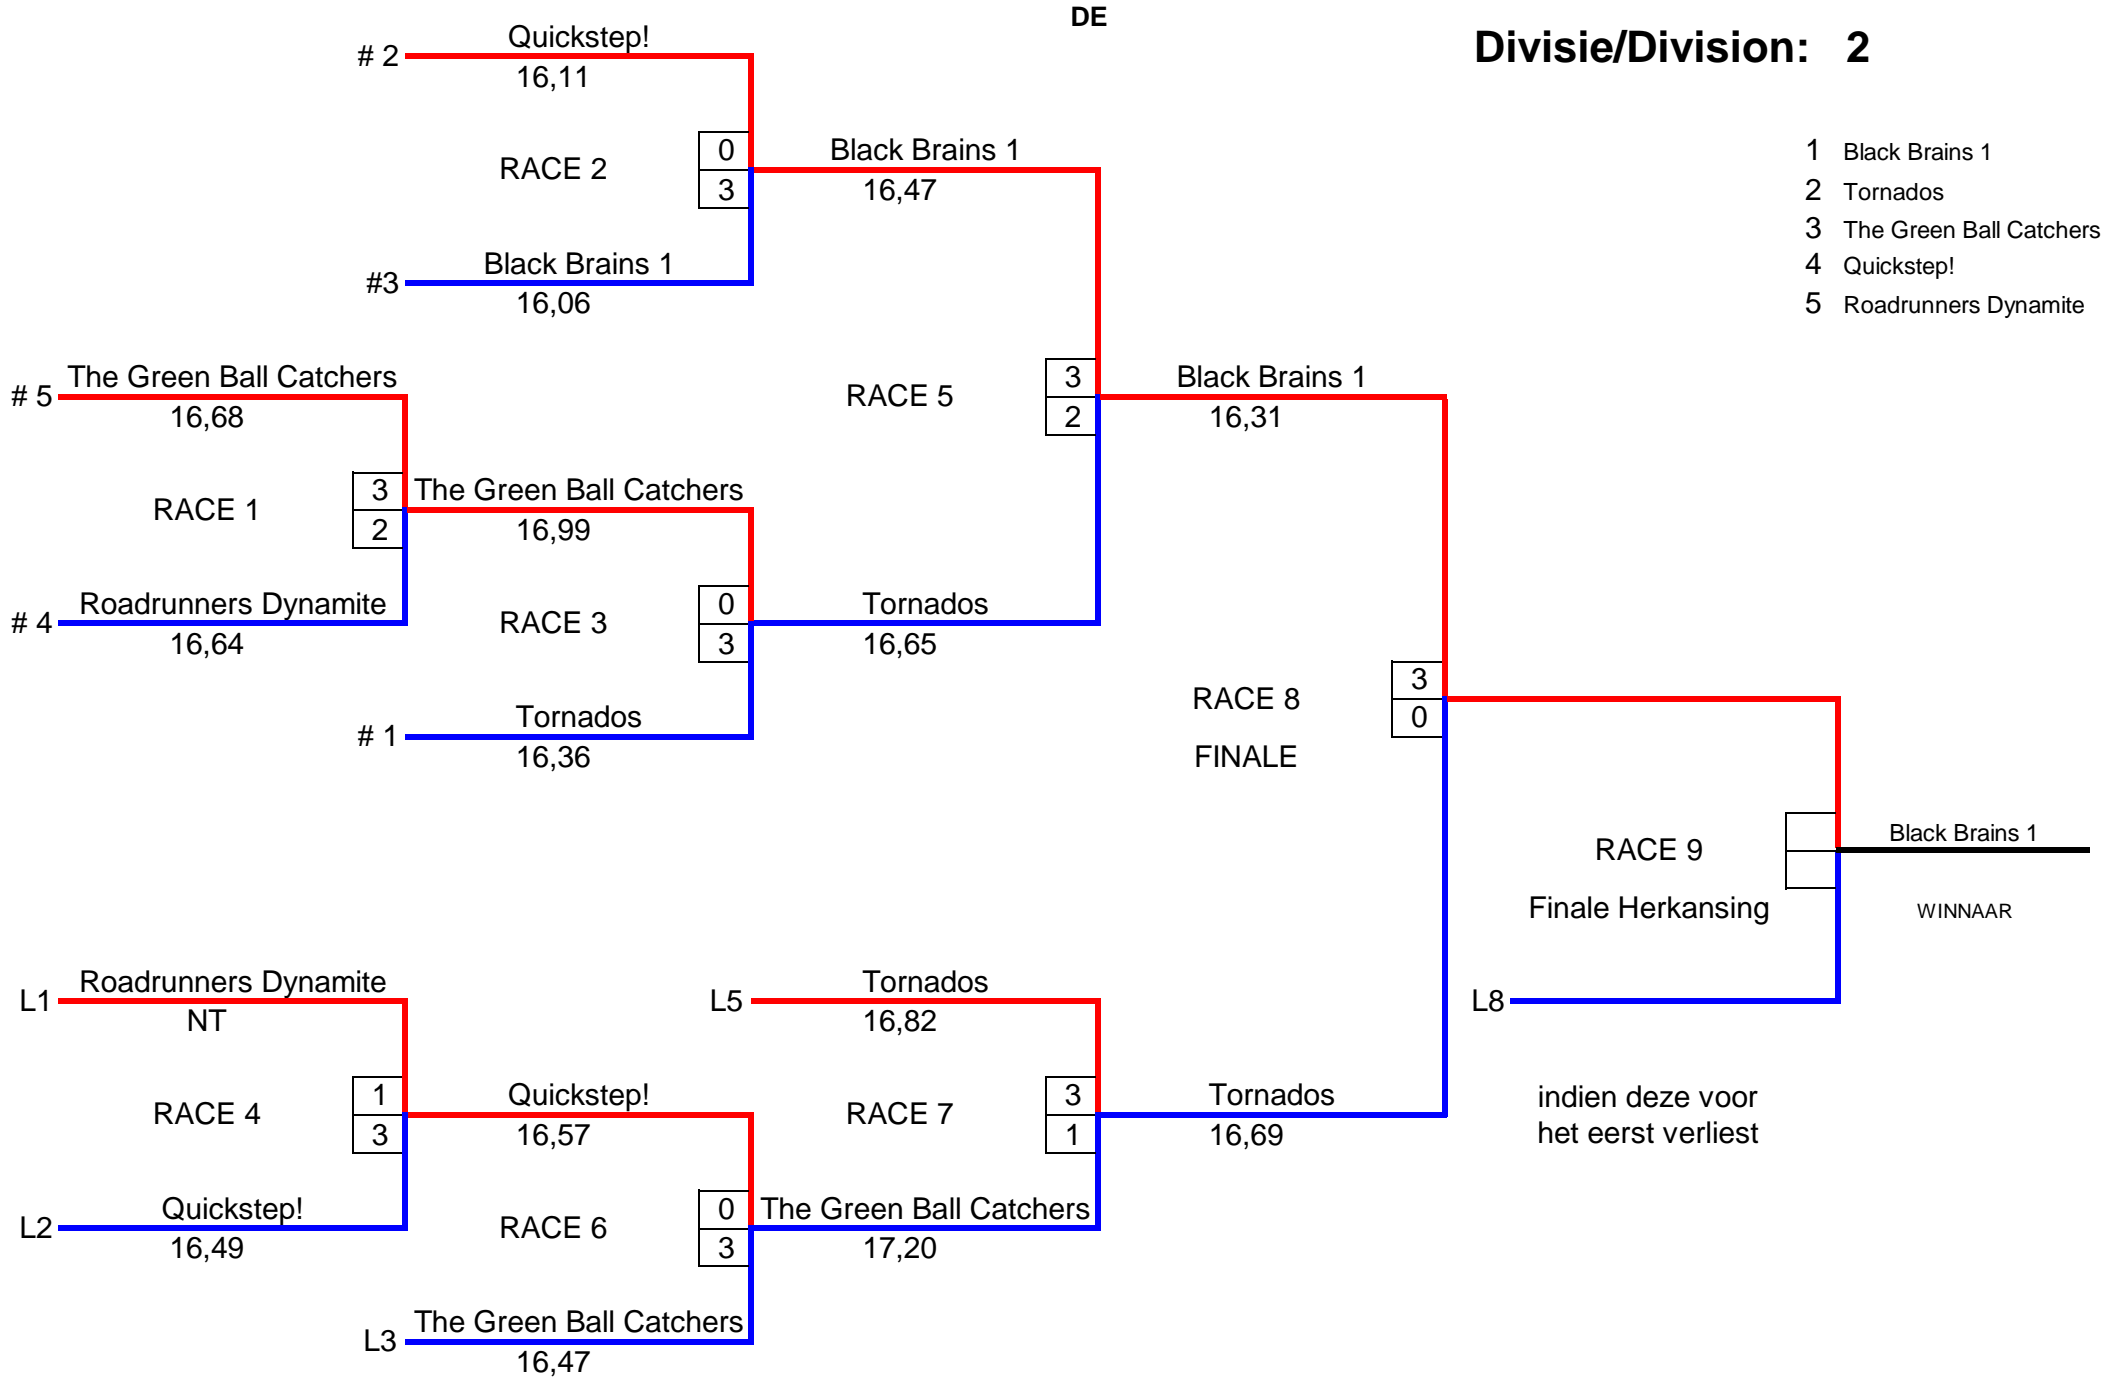 DE
Divisie/Division: 2
1 Black Brains 1
2 Tornados
3 The Green Ball Catchers
4 Quickstep!
5 Roadrunners Dynamite
# 2
Quickstep!
16,11
RACE 2
0
3
#3
Black Brains 1
16,06
Black Brains 1
16,47
# 5
The Green Ball Catchers
16,68
RACE 1
3
2
# 4
Roadrunners Dynamite
16,64
The Green Ball Catchers
16,99
RACE 3
0
3
# 1
Tornados
16,36
RACE 5
3
2
Tornados
16,65
Black Brains 1
16,31
RACE 8
FINALE
3
0
RACE 9
Finale Herkansing
Black Brains 1
WINNAAR
L1
Roadrunners Dynamite
NT
RACE 4
1
3
L2
Quickstep!
16,49
Quickstep!
16,57
RACE 6
0
3
L3
The Green Ball Catchers
16,47
L5
Tornados
16,82
RACE 7
3
1
The Green Ball Catchers
17,20
Tornados
16,69
L8
indien deze voor
het eerst verliest